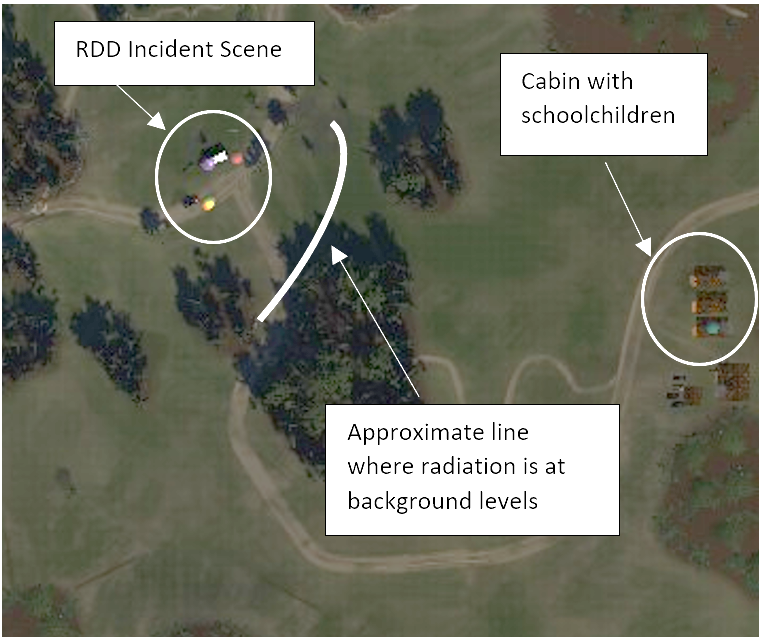 RDD Incident Scene
Cabin with
schoolchildren
Approximate line
where radiation is at
background levels